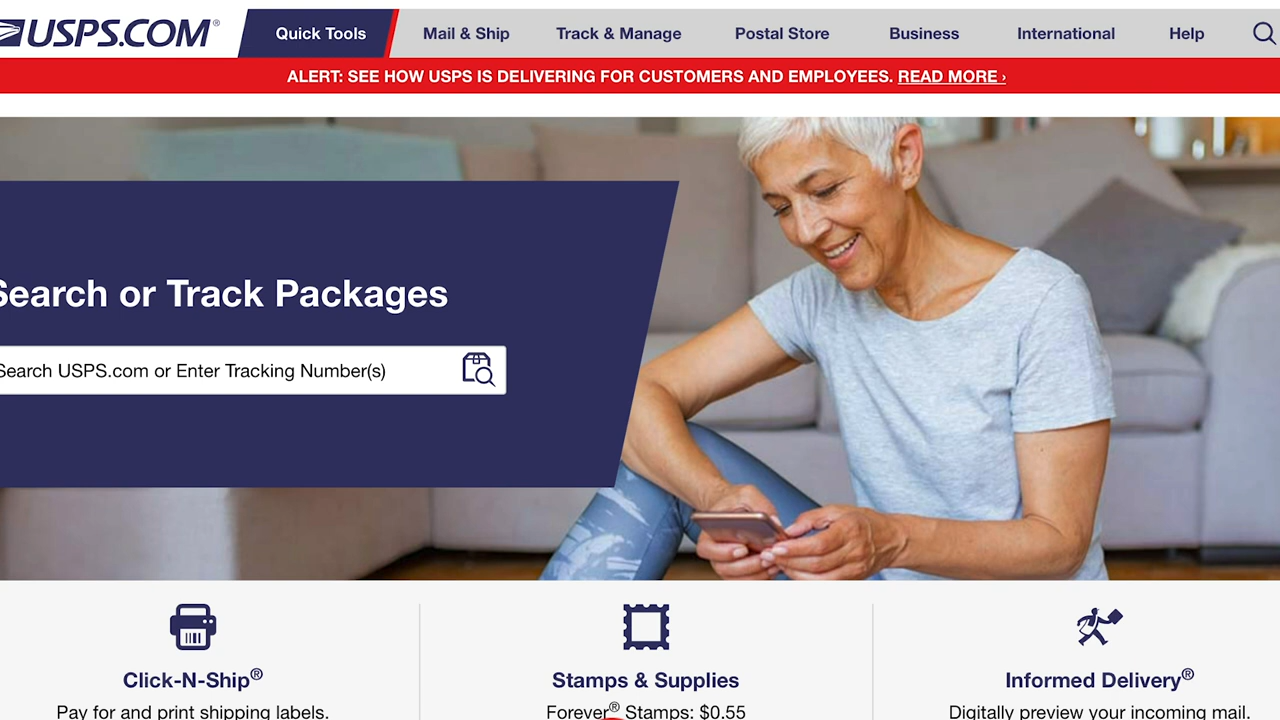 USPS.COM®
Quick Tools
Mail & Ship
Track & Manage
Postal Store
Business
International
Help
ALERT: SEE HOW USPS IS DELIVERING FOR CUSTOMERS AND EMPLOYEES. READ MORE ›
Search or Track Packages
Search USPS.com or Enter Tracking Number(s)
Click-N-Ship®
Pay for and print shipping labels.
Stamps & Supplies
Forever® Stamps: $0.55
Informed Delivery®
Digitally preview your incoming mail.